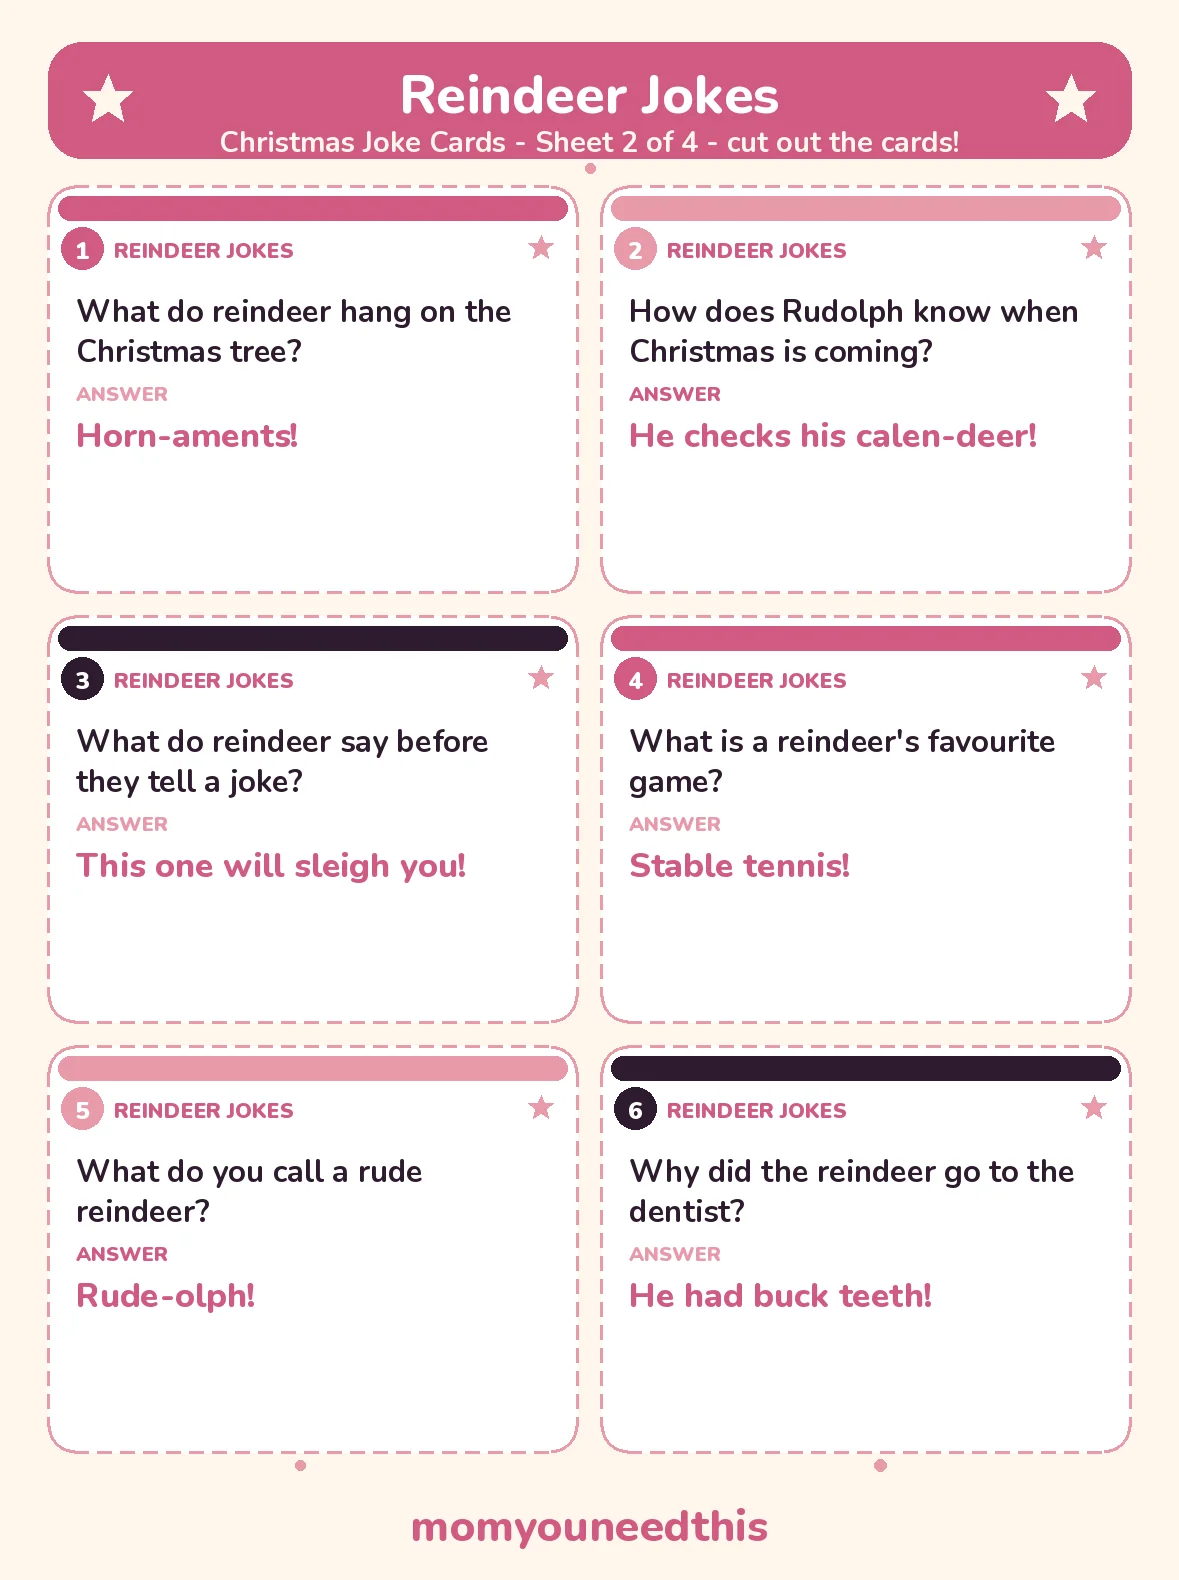 Reindeer Jokes
Christmas Joke Cards - Sheet 2 of 4 - cut out the cards!
1 REINDEER JOKES
What do reindeer hang on the
Christmas tree?
ANSWER
Horn-aments!
2 REINDEER JOKES
How does Rudolph know when
Christmas is coming?
ANSWER
He checks his calen-deer!
3 REINDEER JOKES
What do reindeer say before
they tell a joke?
ANSWER
This one will sleigh you!
4 REINDEER JOKES
What is a reindeer's favourite
game?
ANSWER
Stable tennis!
5 REINDEER JOKES
What do you call a rude
reindeer?
ANSWER
Rude-olph!
6 REINDEER JOKES
Why did the reindeer go to the
dentist?
ANSWER
He had buck teeth!
momyouneedthis